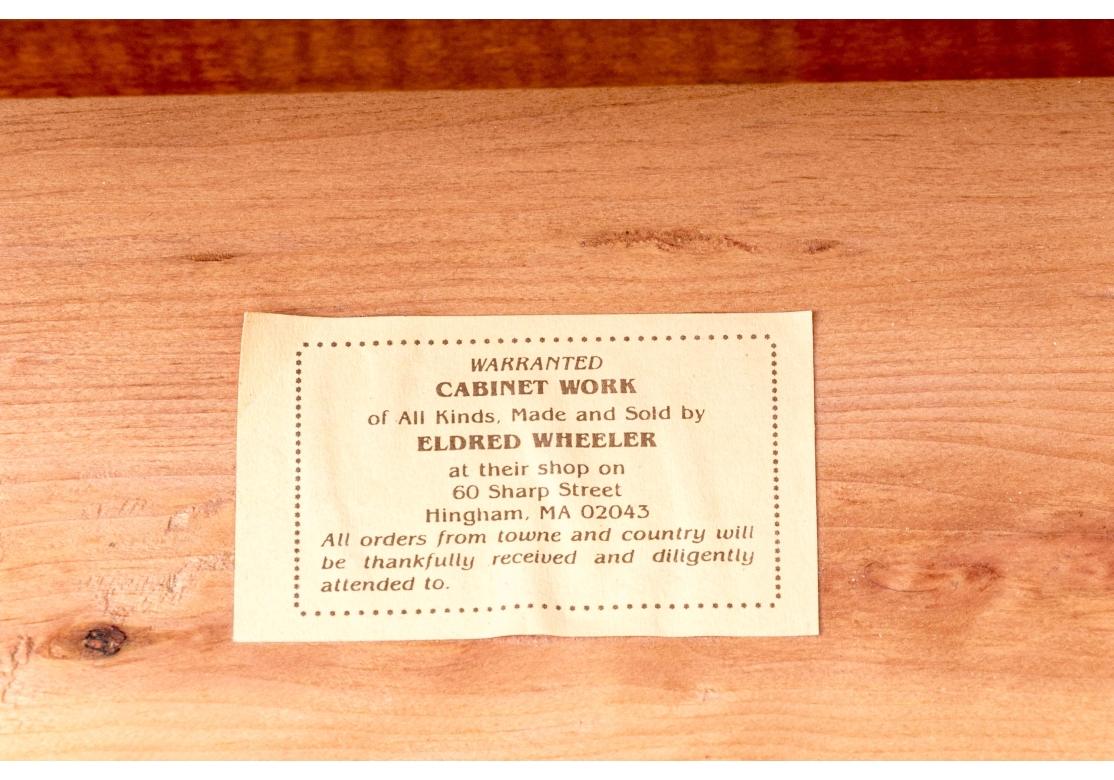 WARRANTED
CABINET WORK
of All Kinds, Made and Sold by
ELDRED WHEELER
at their shop on
60 Sharp Street
Hingham, MA 02043
All orders from towne and country will
be thankfully received and diligently
attended to.